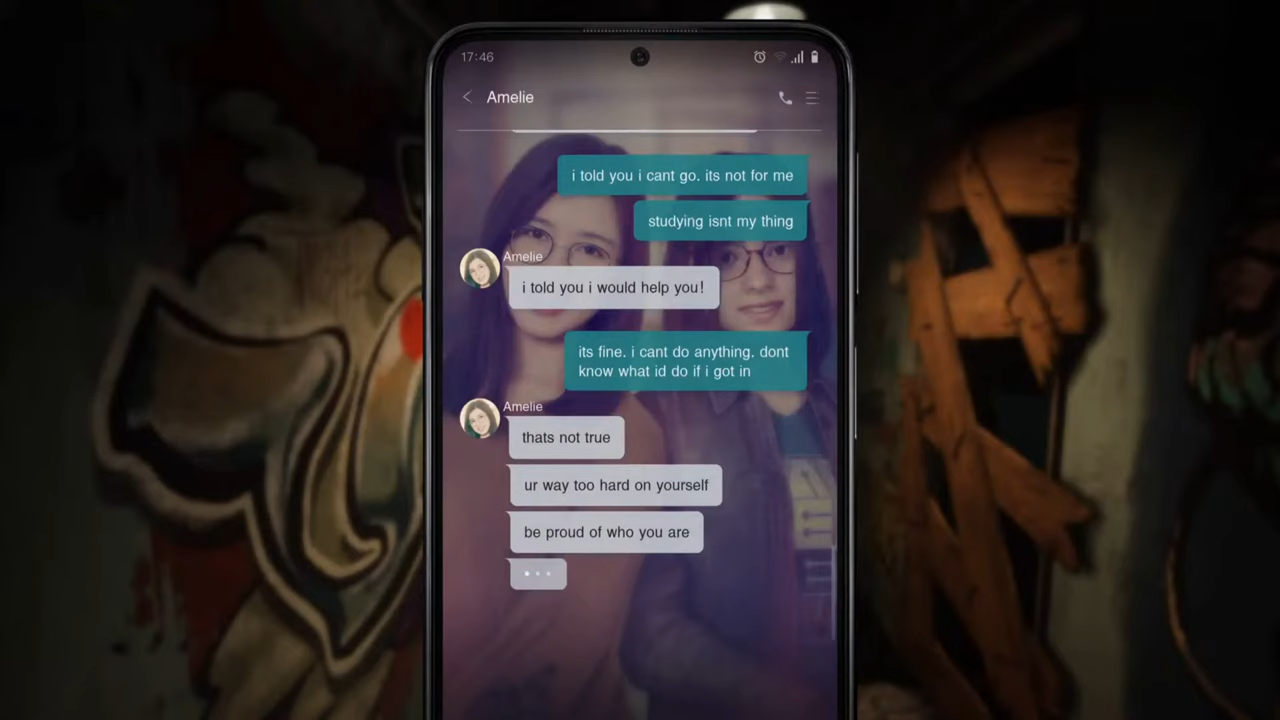 17:46
Amelie
i told you i cant go. its not for me
studying isnt my thing
Amelie
i told you i would help you!
its fine. i cant do anything. dont
know what id do if i got in
Amelie
thats not true
ur way too hard on yourself
be proud of who you are